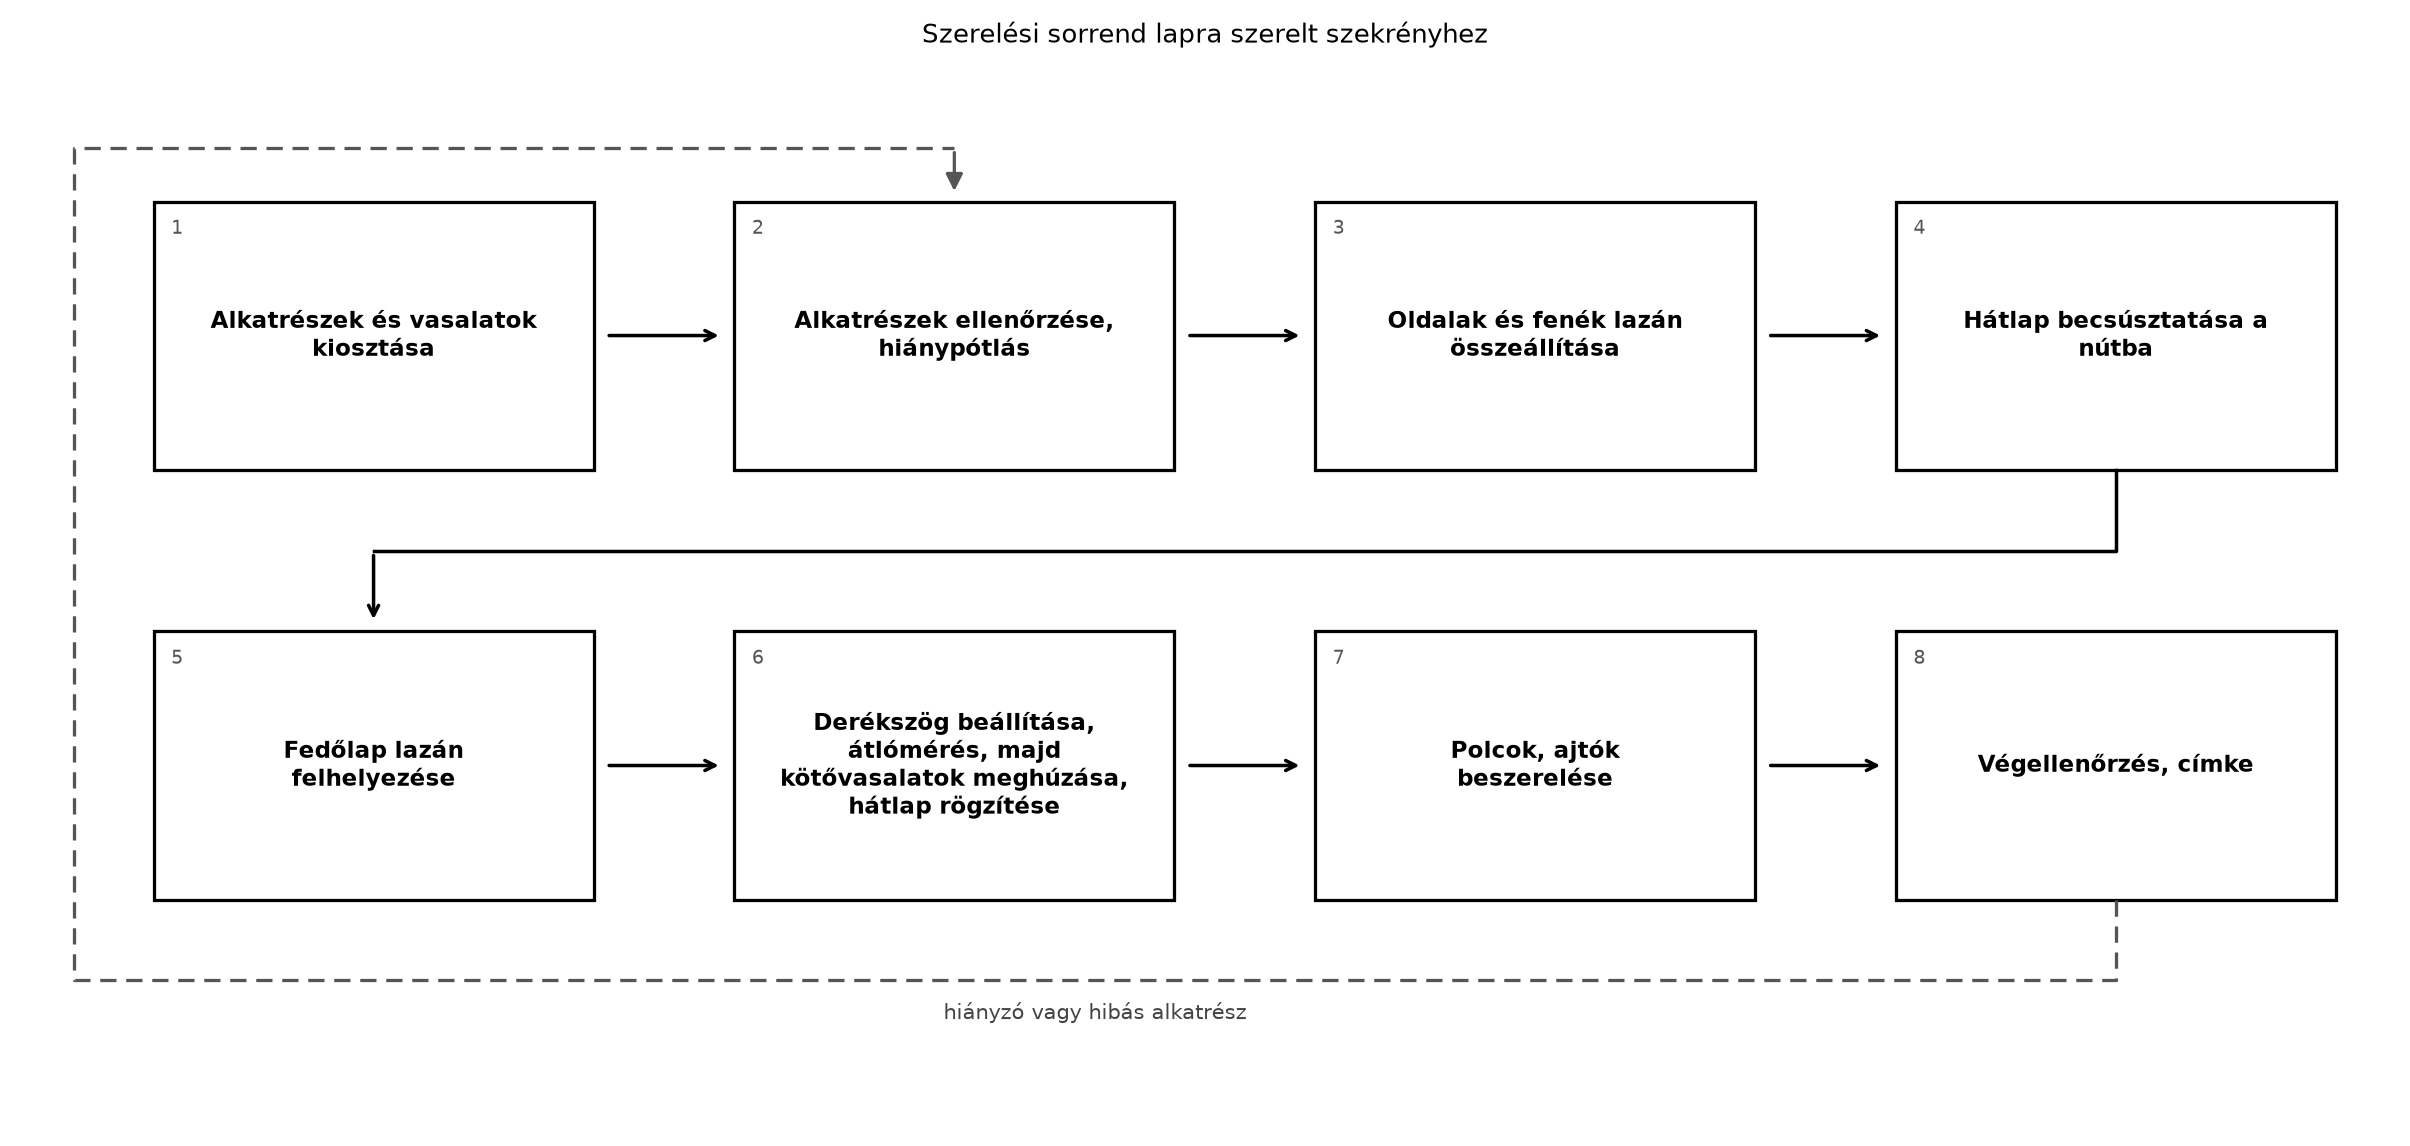 Szerelési sorrend lapra szerelt szekrényhez
1
Alkatrészek és vasalatok
kiosztása
2
Alkatrészek ellenőrzése,
hiánypótlás
3
Oldalak és fenék lazán
összeállítása
4
Hátlap becsúsztatása a
nútba
5
Fedőlap lazán
felhelyezése
6
Derékszög beállítása,
átlómérés, majd
kötővasalatok meghúzása,
hátlap rögzítése
7
Polcok, ajtók
beszerelése
8
Végellenőrzés, címke
hiányzó vagy hibás alkatrész